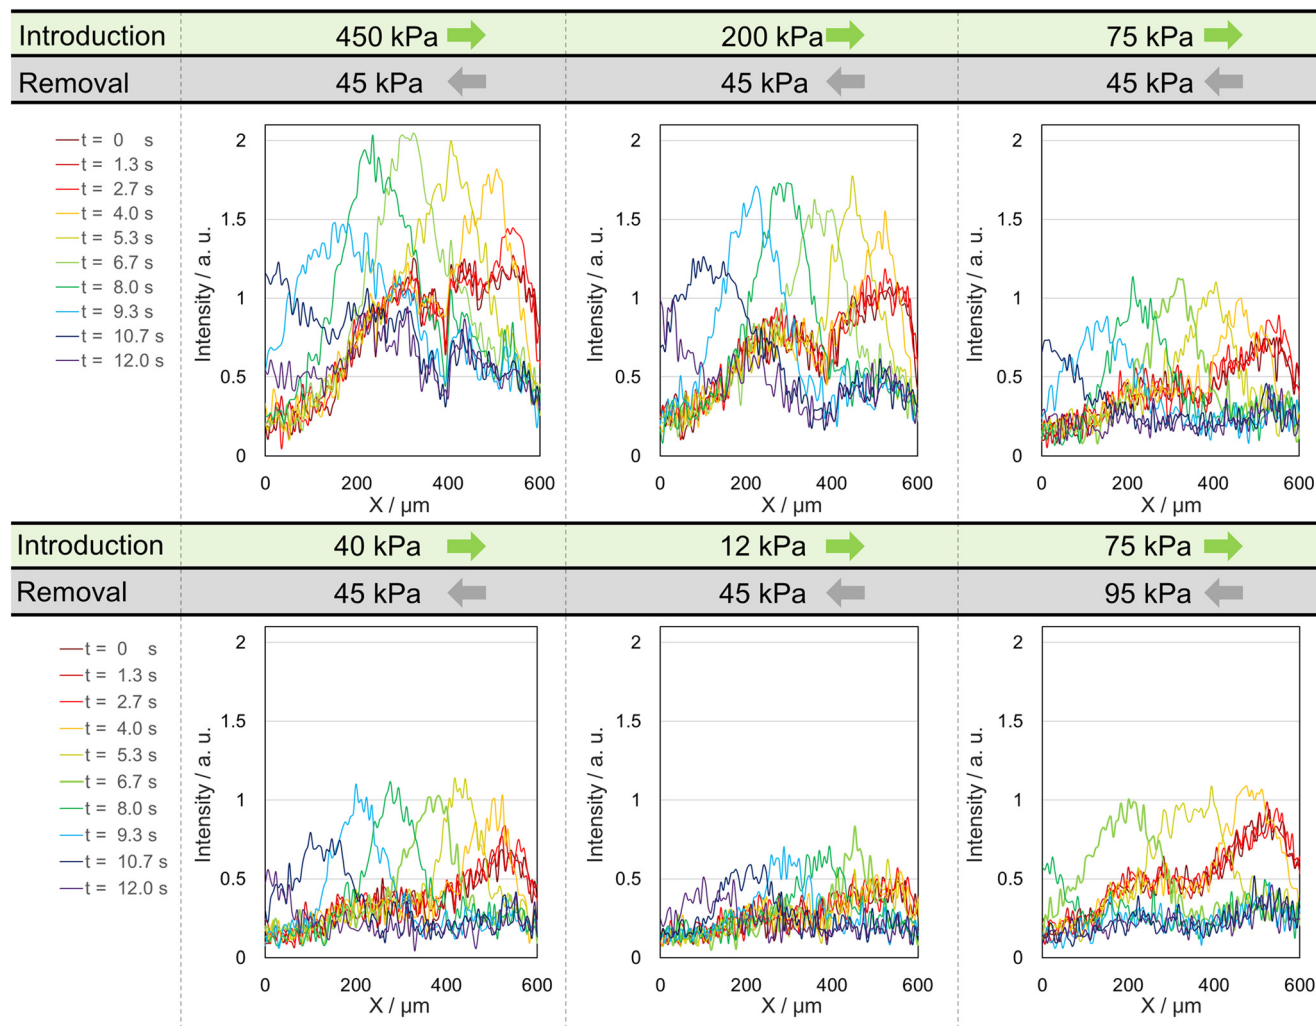 Introduction 450 kPa 200 kPa 75 kPa
Removal 45 kPa 45 kPa 45 kPa
t = 0 s
t = 1.3 s
t = 2.7 s
t = 4.0 s
t = 5.3 s
t = 6.7 s
t = 8.0 s
t = 9.3 s
t = 10.7 s
t = 12.0 s
Intensity / a. u.
2
1.5
1
0.5
0
0 200 400 600
X / µm
Intensity / a. u.
2
1.5
1
0.5
0
0 200 400 600
X / µm
Intensity / a. u.
2
1.5
1
0.5
0
0 200 400 600
X / µm
Introduction 40 kPa 12 kPa 75 kPa
Removal 45 kPa 45 kPa 95 kPa
t = 0 s
t = 1.3 s
t = 2.7 s
t = 4.0 s
t = 5.3 s
t = 6.7 s
t = 8.0 s
t = 9.3 s
t = 10.7 s
t = 12.0 s
Intensity / a. u.
2
1.5
1
0.5
0
0 200 400 600
X / µm
Intensity / a. u.
2
1.5
1
0.5
0
0 200 400 600
X / µm
Intensity / a. u.
2
1.5
1
0.5
0
0 200 400 600
X / µm